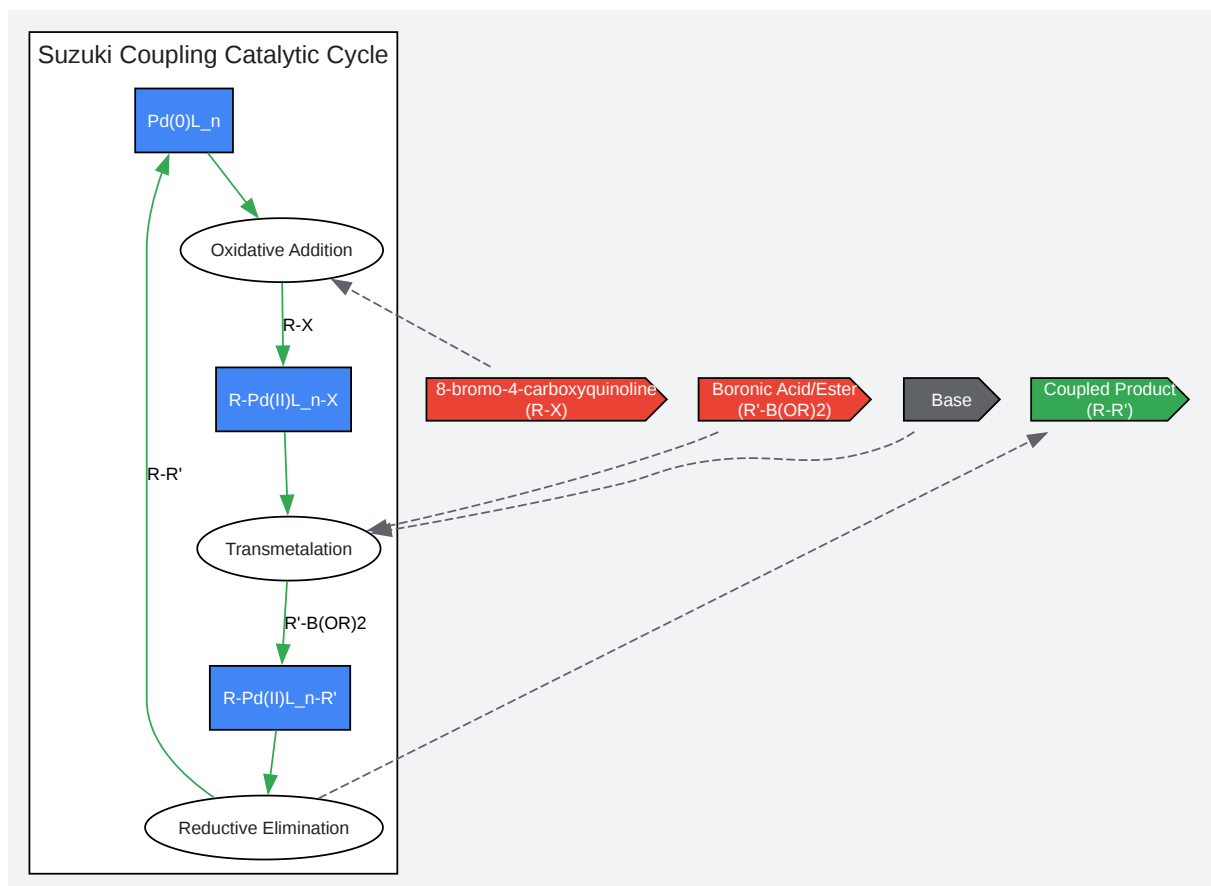 Suzuki Coupling Catalytic Cycle
Pd(0)L_n
Oxidative Addition
R-X
R-Pd(II)L_n-X
R-R'
Transmetalation
R'-B(OR)2
R-Pd(II)L_n-R'
Reductive Elimination
8-bromo-4-carboxyquinoline
(R-X)
Boronic Acid/Ester
(R'-B(OR)2)
Base
Coupled Product
(R-R')